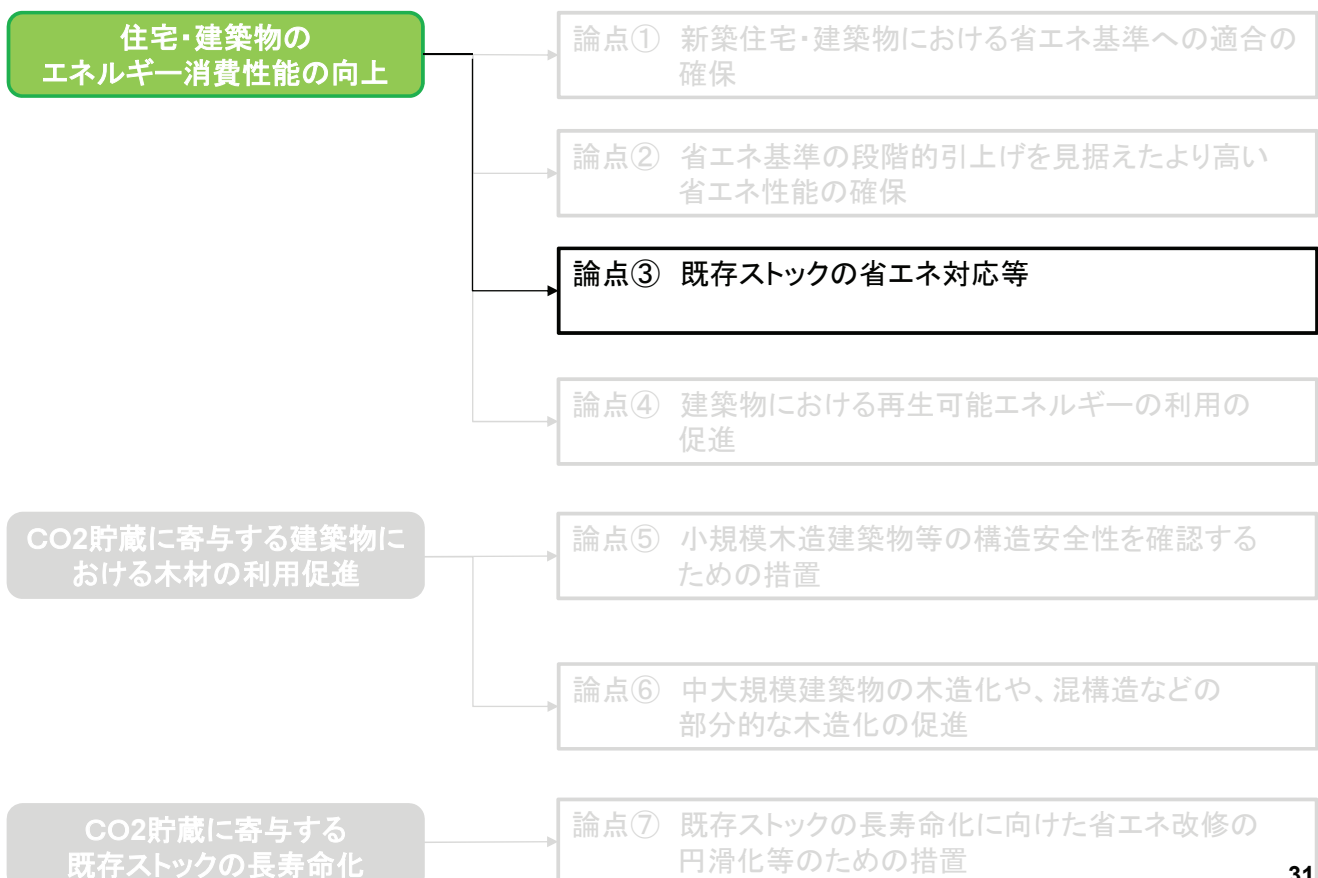 住宅・建築物の
エネルギー消費性能の向上
論点① 新築住宅・建築物における省エネ基準への適合の
確保
論点② 省エネ基準の段階的引上げを見据えたより高い
省エネ性能の確保
論点③ 既存ストックの省エネ対応等
論点④ 建築物における再生可能エネルギーの利用の
促進
CO2貯蔵に寄与する建築物に
おける木材の利用促進
論点⑤ 小規模木造建築物等の構造安全性を確認する
ための措置
論点⑥ 中大規模建築物の木造化や、混構造などの
部分的な木造化の促進
CO2貯蔵に寄与する
既存ストックの長寿命化
論点⑦ 既存ストックの長寿命化に向けた省エネ改修の
円滑化等のための措置
31